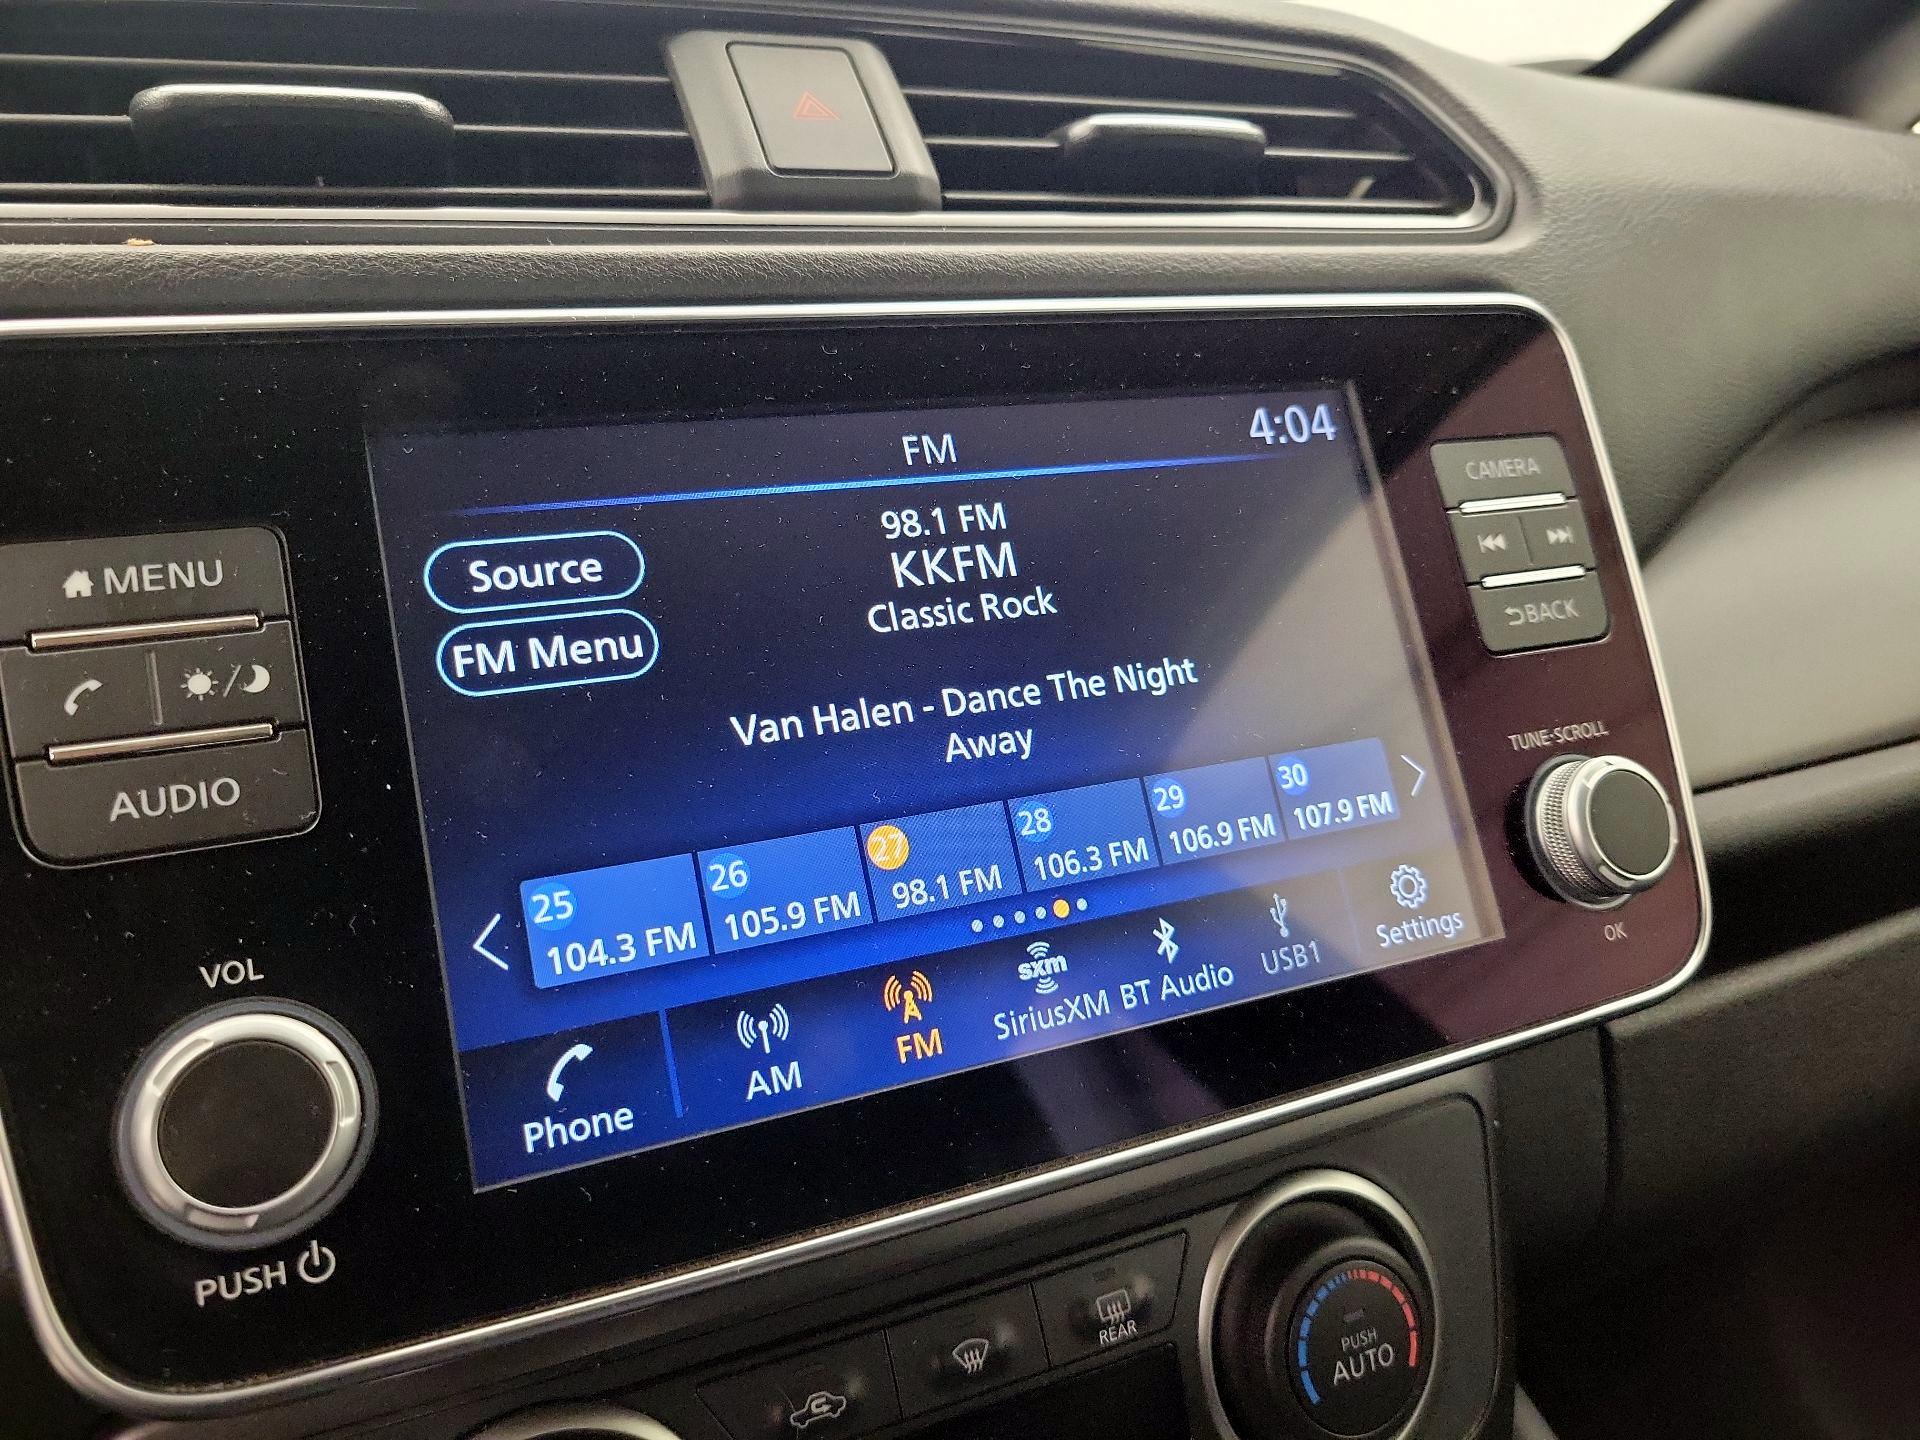 FM
4:04
98.1 FM
KKFM
Classic Rock
Source
FM Menu
Van Halen - Dance The Night
Away
25
104.3 FM
26
105.9 FM
27
98.1 FM
28
106.3 FM
29
106.9 FM
30
107.9 FM
Phone
AM
FM
sxm
SiriusXM
BT Audio
USB1
Settings
MENU
AUDIO
VOL
PUSH
CAMERA
BACK
TUNE·SCROLL
OK
REAR
PUSH
AUTO